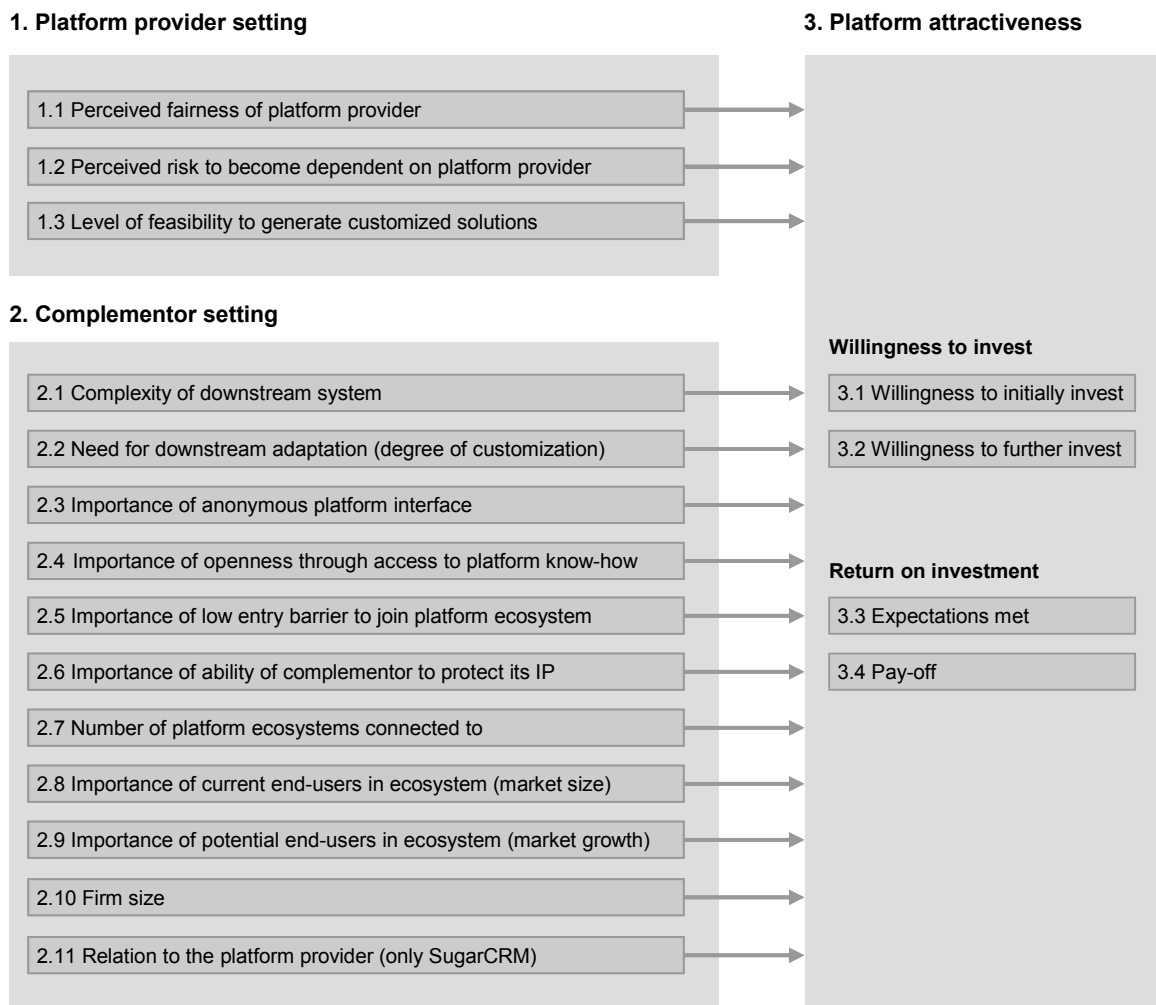 1. Platform provider setting
1.1 Perceived fairness of platform provider
1.2 Perceived risk to become dependent on platform provider
1.3 Level of feasibility to generate customized solutions
2. Complementor setting
2.1 Complexity of downstream system
2.2 Need for downstream adaptation (degree of customization)
2.3 Importance of anonymous platform interface
2.4 Importance of openness through access to platform know-how
2.5 Importance of low entry barrier to join platform ecosystem
2.6 Importance of ability of complementor to protect its IP
2.7 Number of platform ecosystems connected to
2.8 Importance of current end-users in ecosystem (market size)
2.9 Importance of potential end-users in ecosystem (market growth)
2.10 Firm size
2.11 Relation to the platform provider (only SugarCRM)
3. Platform attractiveness
Willingness to invest
3.1 Willingness to initially invest
3.2 Willingness to further invest
Return on investment
3.3 Expectations met
3.4 Pay-off